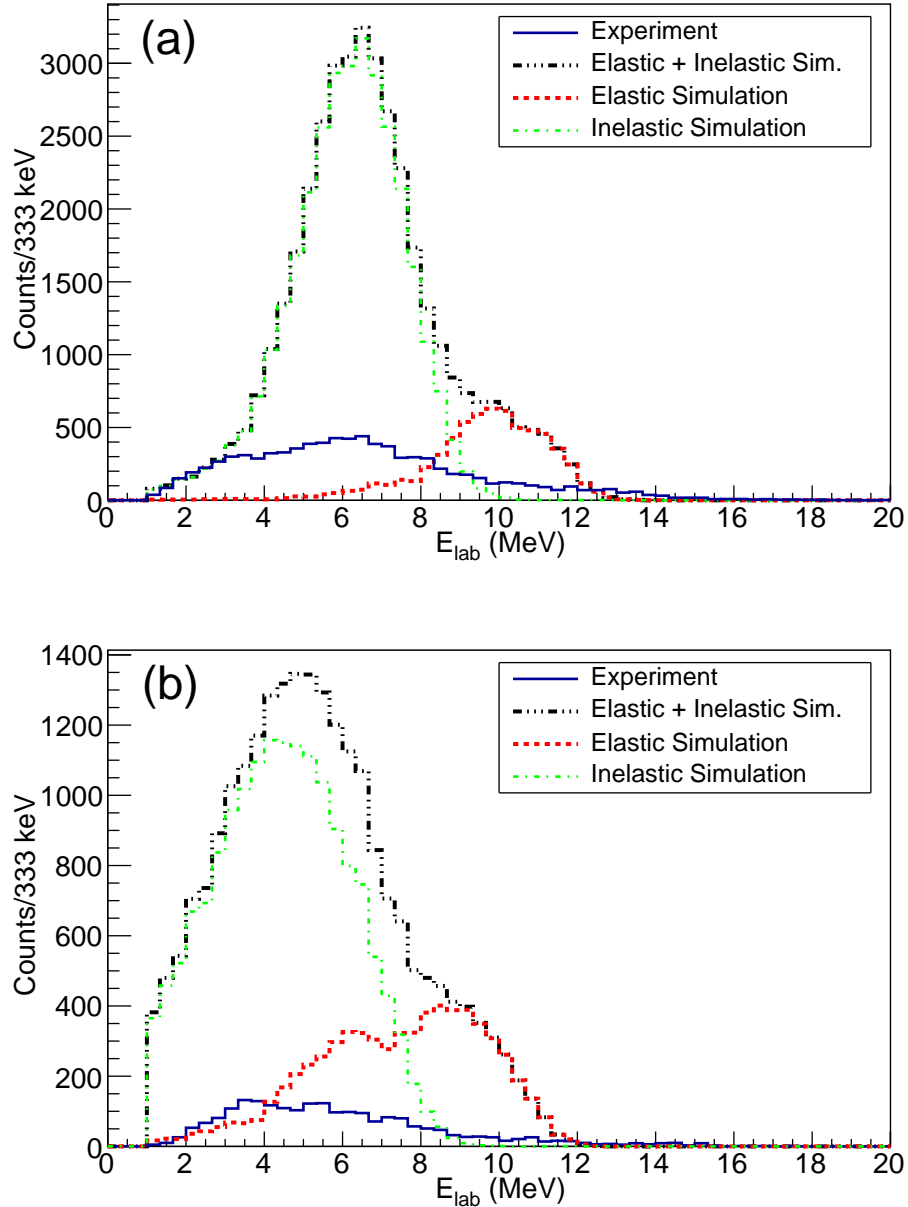 (a)
Experiment
Elastic + Inelastic Sim.
Elastic Simulation
Inelastic Simulation
Counts/333 keV
3000
2500
2000
1500
1000
500
0
0 2 4 6 8 10 12 14 16 18 20
E_lab (MeV)
(b)
Experiment
Elastic + Inelastic Sim.
Elastic Simulation
Inelastic Simulation
Counts/333 keV
1400
1200
1000
800
600
400
200
0
0 2 4 6 8 10 12 14 16 18 20
E_lab (MeV)